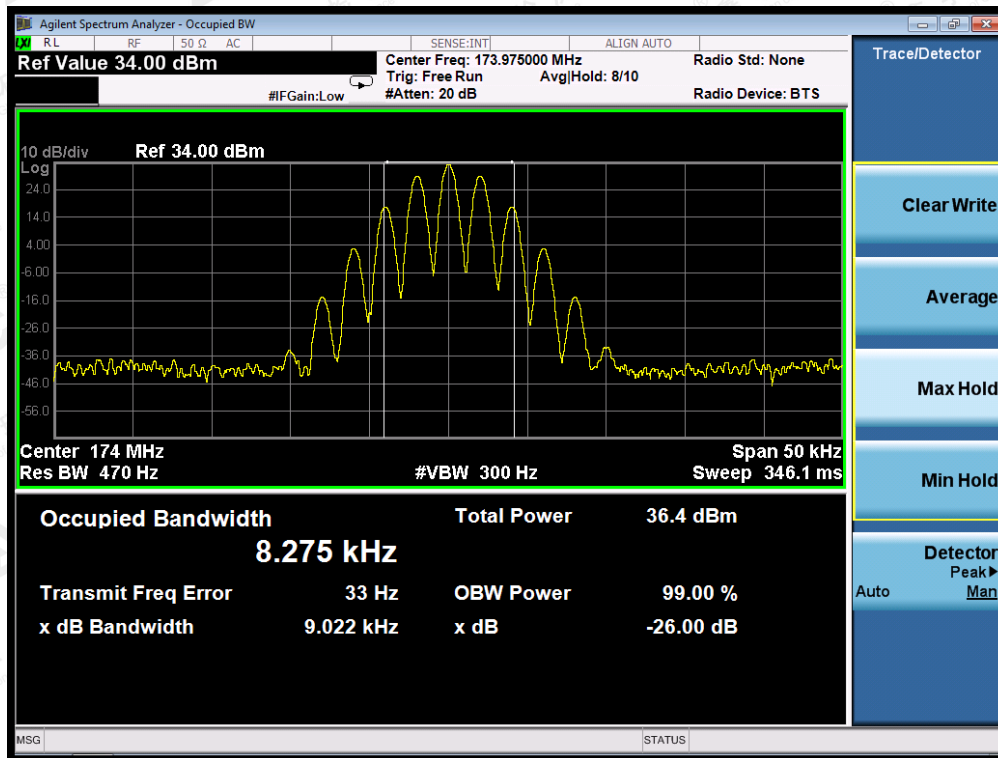 Agilent Spectrum Analyzer - Occupied BW
LXI RL RF 50 Ω AC SENSE:INT ALIGN AUTO
Ref Value 34.00 dBm
Center Freq: 173.975000 MHz
Radio Std: None
Trig: Free Run Avg|Hold: 8/10
#IFGain:Low
#Atten: 20 dB
Radio Device: BTS
10 dB/div Ref 34.00 dBm
Log
24.0
14.0
4.00
-6.00
-16.0
-26.0
-36.0
-46.0
-56.0
Center 174 MHz Span 50 kHz
Res BW 470 Hz #VBW 300 Hz Sweep 346.1 ms
Occupied Bandwidth Total Power 36.4 dBm
8.275 kHz
Transmit Freq Error 33 Hz OBW Power 99.00 %
x dB Bandwidth 9.022 kHz x dB -26.00 dB
MSG STATUS
Trace/Detector
Clear Write
Average
Max Hold
Min Hold
Detector
Peak▶
Auto Man